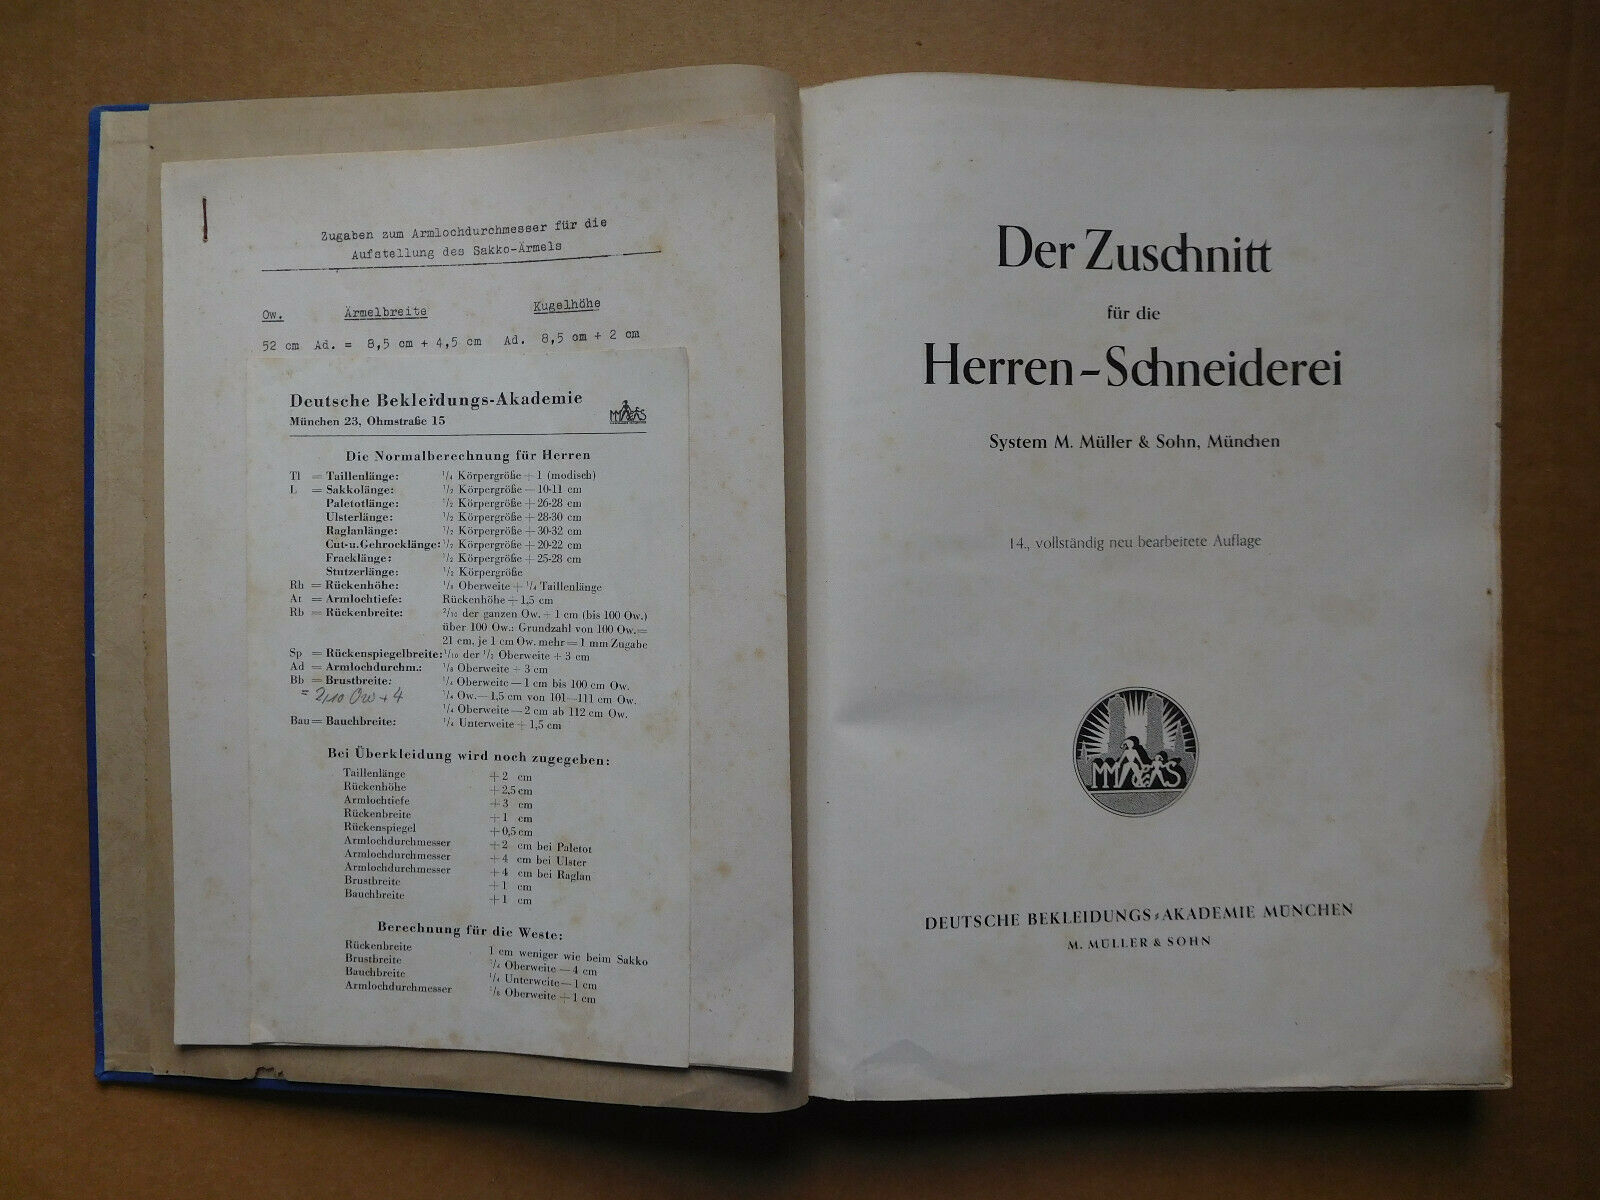 Zugaben zum Armlochdurchmesser für die
Aufstellung des Sakko-Ärmels
Ow. Ärmelbreite Kugelhöhe
52 cm Ad. = 8,5 cm + 4,5 cm Ad. 8,5 cm + 2 cm
Deutsche Bekleidungs-Akademie
München 23, Ohmstraße 15
Die Normalberechnung für Herren
Tl = Taillenlänge: 1/4 Körpergröße + 1 (modisch)
L = Sakkolänge: 1/2 Körpergröße — 10-11 cm
Paletotlänge: 1/2 Körpergröße + 26-28 cm
Ulsterlänge: 1/2 Körpergröße + 28-30 cm
Raglanlänge: 1/2 Körpergröße + 30-32 cm
Cut-u.Gehrocklänge: 1/2 Körpergröße + 20-22 cm
Fracklänge: 1/2 Körpergröße + 25-28 cm
Stutzerlänge: 1/2 Körpergröße
Rh = Rückenhöhe: 1/8 Oberweite + 1/4 Taillenlänge
At = Armlochtiefe: Rückenhöhe + 1,5 cm
Rb = Rückenbreite: 2/10 der ganzen Ow. + 1 cm (bis 100 Ow.)
über 100 Ow.: Grundzahl von 100 Ow. =
21 cm, je 1 cm Ow. mehr = 1 mm Zugabe
Sp = Rückenspiegelbreite: 1/10 der 1/2 Oberweite + 3 cm
Ad = Armlochdurchm.: 1/8 Oberweite + 3 cm
Bb = Brustbreite: 1/4 Oberweite — 1 cm bis 100 cm Ow.
= 2/10 Ow + 4 1/4 Ow. — 1,5 cm von 101—111 cm Ow.
1/4 Oberweite — 2 cm ab 112 cm Ow.
Bau = Bauchbreite: 1/4 Unterweite + 1,5 cm
Bei Überkleidung wird noch zugegeben:
Taillenlänge + 2 cm
Rückenhöhe + 2,5 cm
Armlochtiefe + 3 cm
Rückenbreite + 1 cm
Rückenspiegel + 0,5 cm
Armlochdurchmesser + 2 cm bei Paletot
Armlochdurchmesser + 4 cm bei Ulster
Armlochdurchmesser + 4 cm bei Raglan
Brustbreite + 1 cm
Bauchbreite + 1 cm
Berechnung für die Weste:
Rückenbreite 1 cm weniger wie beim Sakko
Brustbreite 1/4 Oberweite — 4 cm
Bauchbreite 1/4 Unterweite — 1 cm
Armlochdurchmesser 1/8 Oberweite + 1 cm
Der Zuschnitt
für die
Herren-Schneiderei
System M. Müller & Sohn, München
14., vollständig neu bearbeitete Auflage
MMAS
DEUTSCHE BEKLEIDUNGS-AKADEMIE MÜNCHEN
M. MÜLLER & SOHN